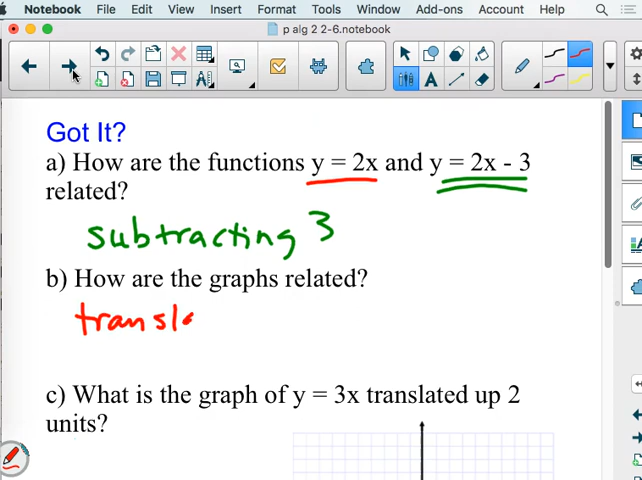 Notebook File Edit View Insert Format Tools Window Add-ons Account Help
p alg 2 2-6.notebook
Got It?
a) How are the functions y = 2x and y = 2x - 3
related?
subtracting 3
b) How are the graphs related?
transla
c) What is the graph of y = 3x translated up 2
units?